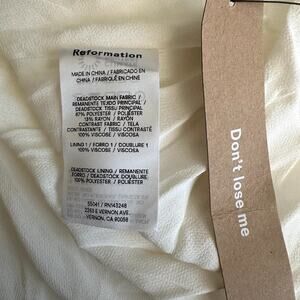 Reformation
MADE IN CHINA / FABRICADO EN
CHINA / FABRIQUÉ EN CHINE
DEADSTOCK MAIN FABRIC /
REMANENTE TEJIDO PRINCIPAL /
DEADSTOCK TISSU PRINCIPAL
87% POLYESTER / POLIÉSTER
13% RAYON / RAYÓN
CONTRAST FABRIC / TELA
CONTRASTANTE / TISSU CONTRASTÉ
100% VISCOSE / VISCOSA
LINING 1 / FORRO 1 / DOUBLURE 1
100% VISCOSE / VISCOSA
DEADSTOCK LINING / REMANENTE
FORRO / DEADSTOCK DOUBLURE
100% POLYESTER / POLIÉSTER
RN143248
2263 E VERNON AVE.
VERNON, CA 90058
Don't lose me